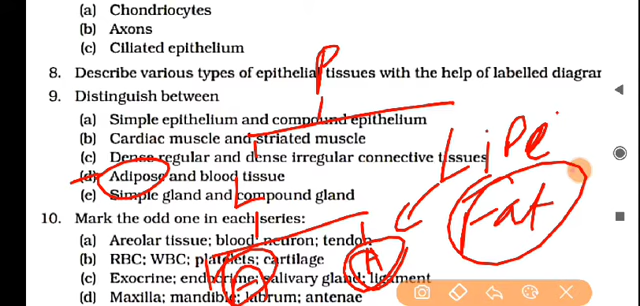 (a) Chondriocytes
(b) Axons
(c) Ciliated epithelium
8. Describe various types of epithelial tissues with the help of labelled diagrar
9. Distinguish between
(a) Simple epithelium and compound epithelium
(b) Cardiac muscle and striated muscle
(c) Dense regular and dense irregular connective tissues
(d) Adipose and blood tissue
(e) Simple gland and compound gland
10. Mark the odd one in each series:
(a) Areolar tissue; blood; neuron; tendon
(b) RBC; WBC; platelets; cartilage
(c) Exocrine; endocrine; salivary gland; ligament
(d) Maxilla; mandible; labrum; antenae
P
Lipe
L
Fat
A